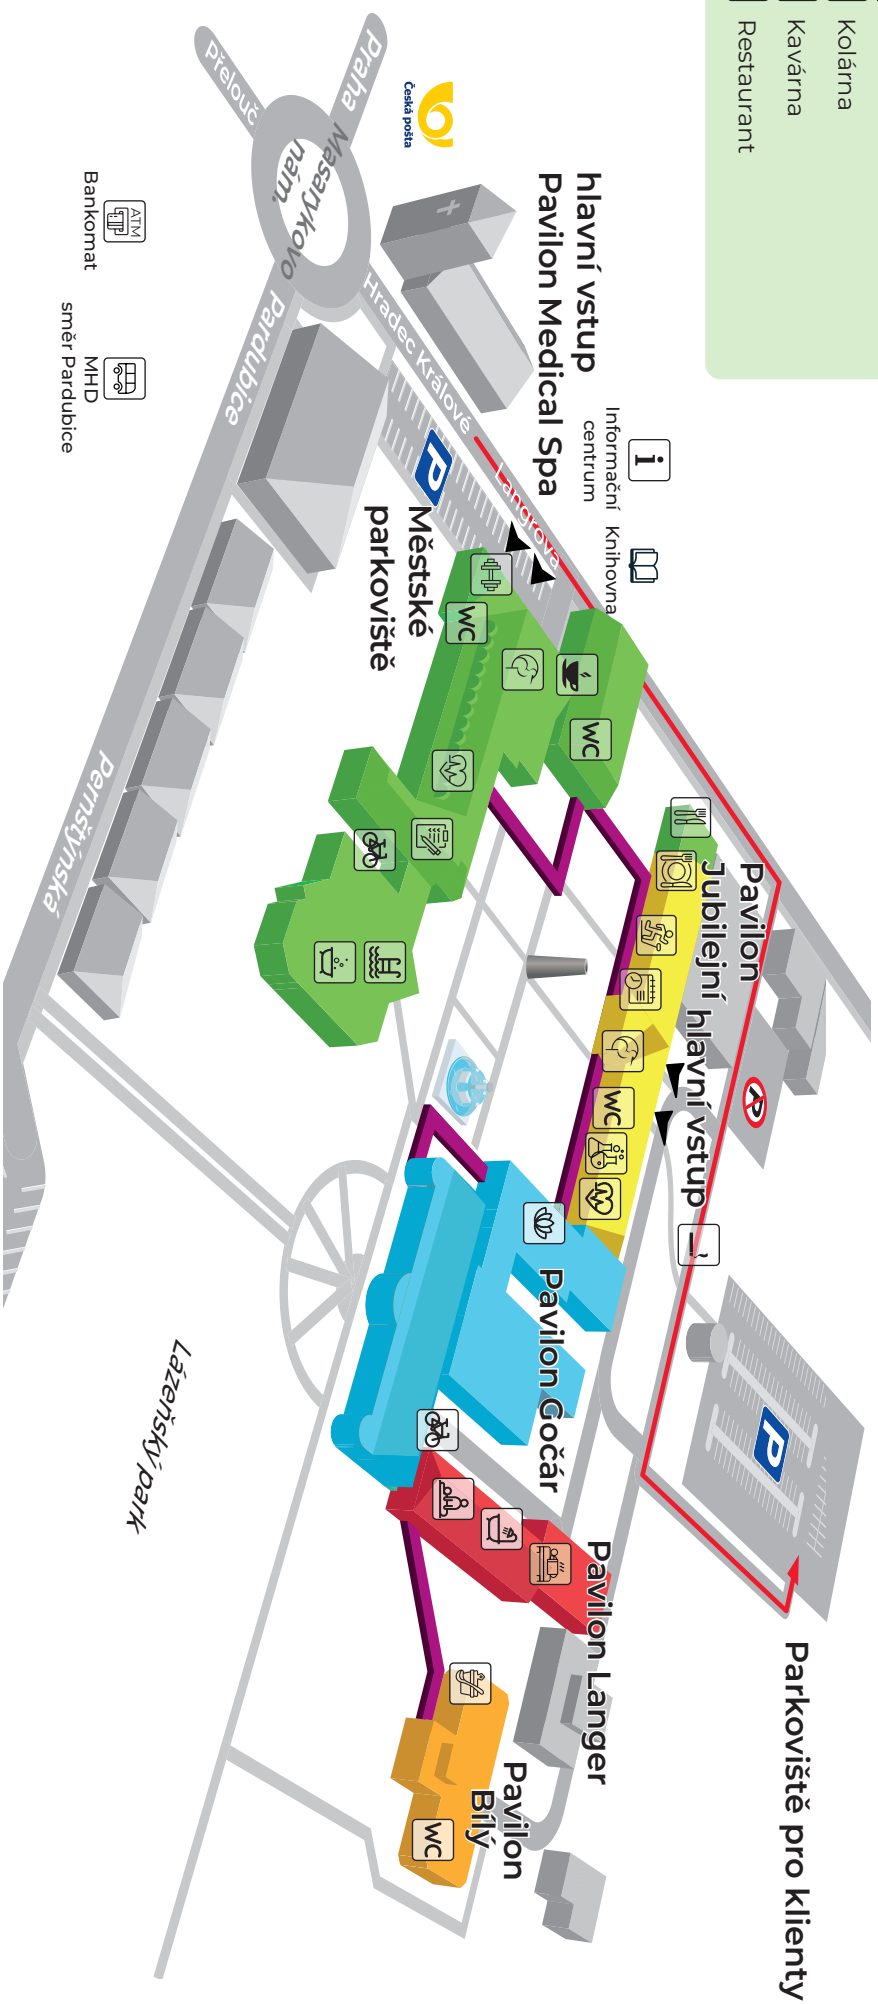 Kolárna
Kavárna
Restaurant
Praha
Přelouč
Masarykovo
nám.
Česká pošta
hlavní vstup
Pavilon Medical Spa
Hradec Králové
Pardubice
ATM
Bankomat
MHD
směr Pardubice
i
Informační
centrum
Knihovna
Langrova
P
Městské
parkoviště
WC
WC
Pernštýnská
Pavilon
Jubilejní
hlavní vstup
P
WC
Pavilon Gočár
P
Parkoviště pro klienty
Lázeňský park
Pavilon Langer
Pavilon
Bílý
WC